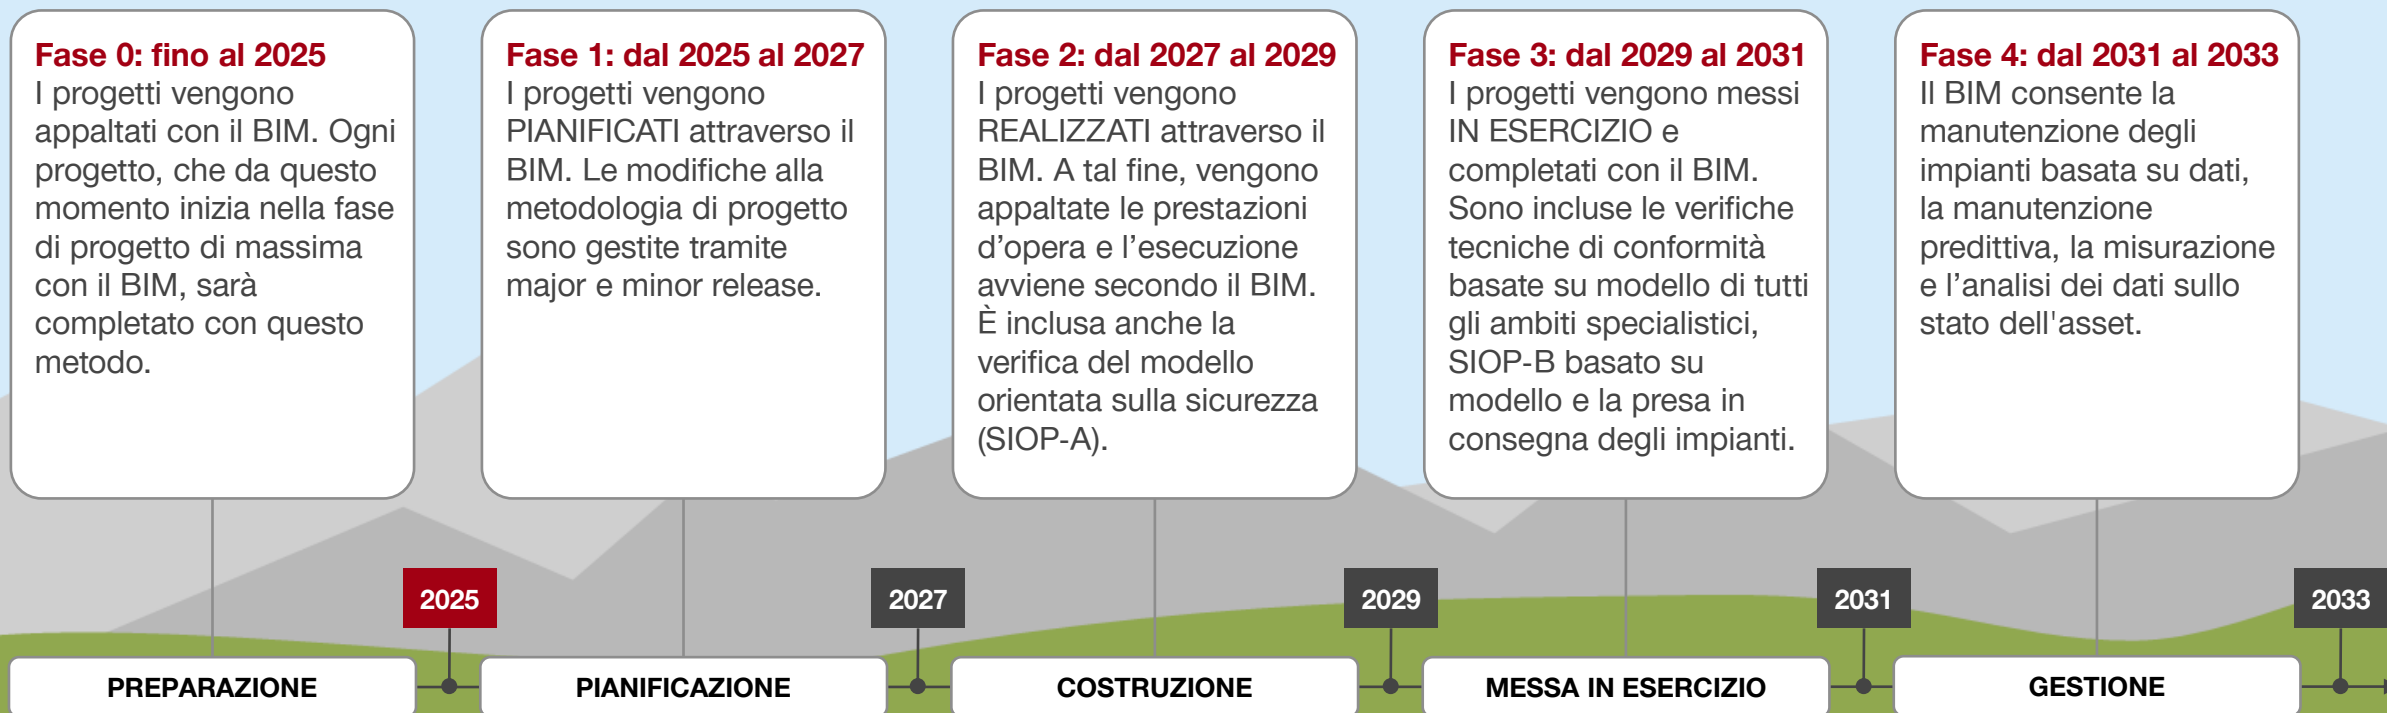 Fase 0: fino al 2025
I progetti vengono
appaltati con il BIM. Ogni
progetto, che da questo
momento inizia nella fase
di progetto di massima
con il BIM, sarà
completato con questo
metodo.
Fase 1: dal 2025 al 2027
I progetti vengono
PIANIFICATI attraverso il
BIM. Le modifiche alla
metodologia di progetto
sono gestite tramite
major e minor release.
Fase 2: dal 2027 al 2029
I progetti vengono
REALIZZATI attraverso il
BIM. A tal fine, vengono
appaltate le prestazioni
d’opera e l’esecuzione
avviene secondo il BIM.
È inclusa anche la
verifica del modello
orientata sulla sicurezza
(SIOP-A).
Fase 3: dal 2029 al 2031
I progetti vengono messi
IN ESERCIZIO e
completati con il BIM.
Sono incluse le verifiche
tecniche di conformità
basate su modello di tutti
gli ambiti specialistici,
SIOP-B basato su
modello e la presa in
consegna degli impianti.
Fase 4: dal 2031 al 2033
Il BIM consente la
manutenzione degli
impianti basata su dati,
la manutenzione
predittiva, la misurazione
e l’analisi dei dati sullo
stato dell'asset.
2025
2027
2029
2031
2033
PREPARAZIONE
PIANIFICAZIONE
COSTRUZIONE
MESSA IN ESERCIZIO
GESTIONE